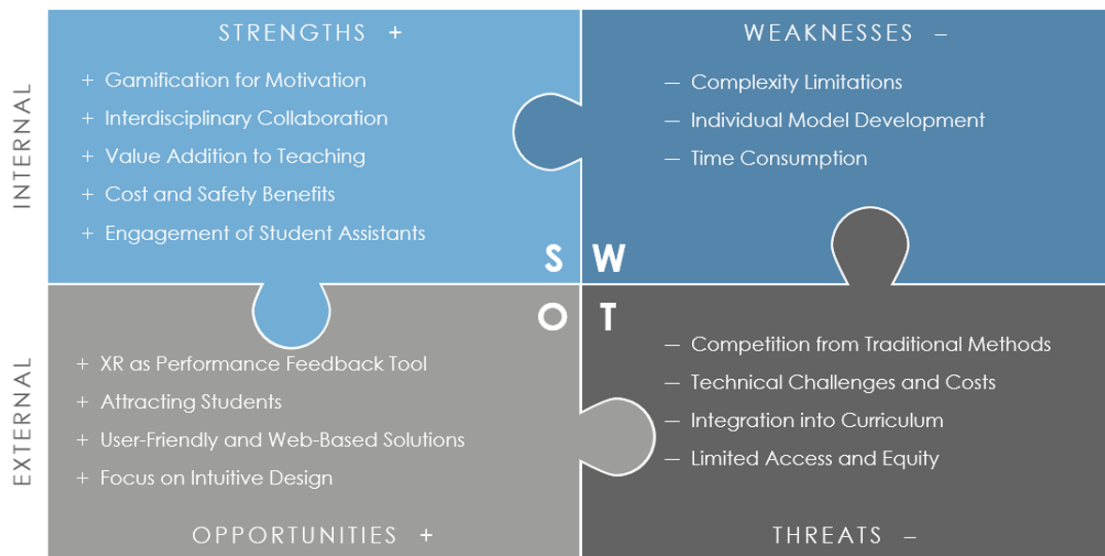 INTERNAL
STRENGTHS +
+ Gamification for Motivation
+ Interdisciplinary Collaboration
+ Value Addition to Teaching
+ Cost and Safety Benefits
+ Engagement of Student Assistants
S
WEAKNESSES –
– Complexity Limitations
– Individual Model Development
– Time Consumption
W
EXTERNAL
O
+ XR as Performance Feedback Tool
+ Attracting Students
+ User-Friendly and Web-Based Solutions
+ Focus on Intuitive Design
OPPORTUNITIES +
T
– Competition from Traditional Methods
– Technical Challenges and Costs
– Integration into Curriculum
– Limited Access and Equity
THREATS –